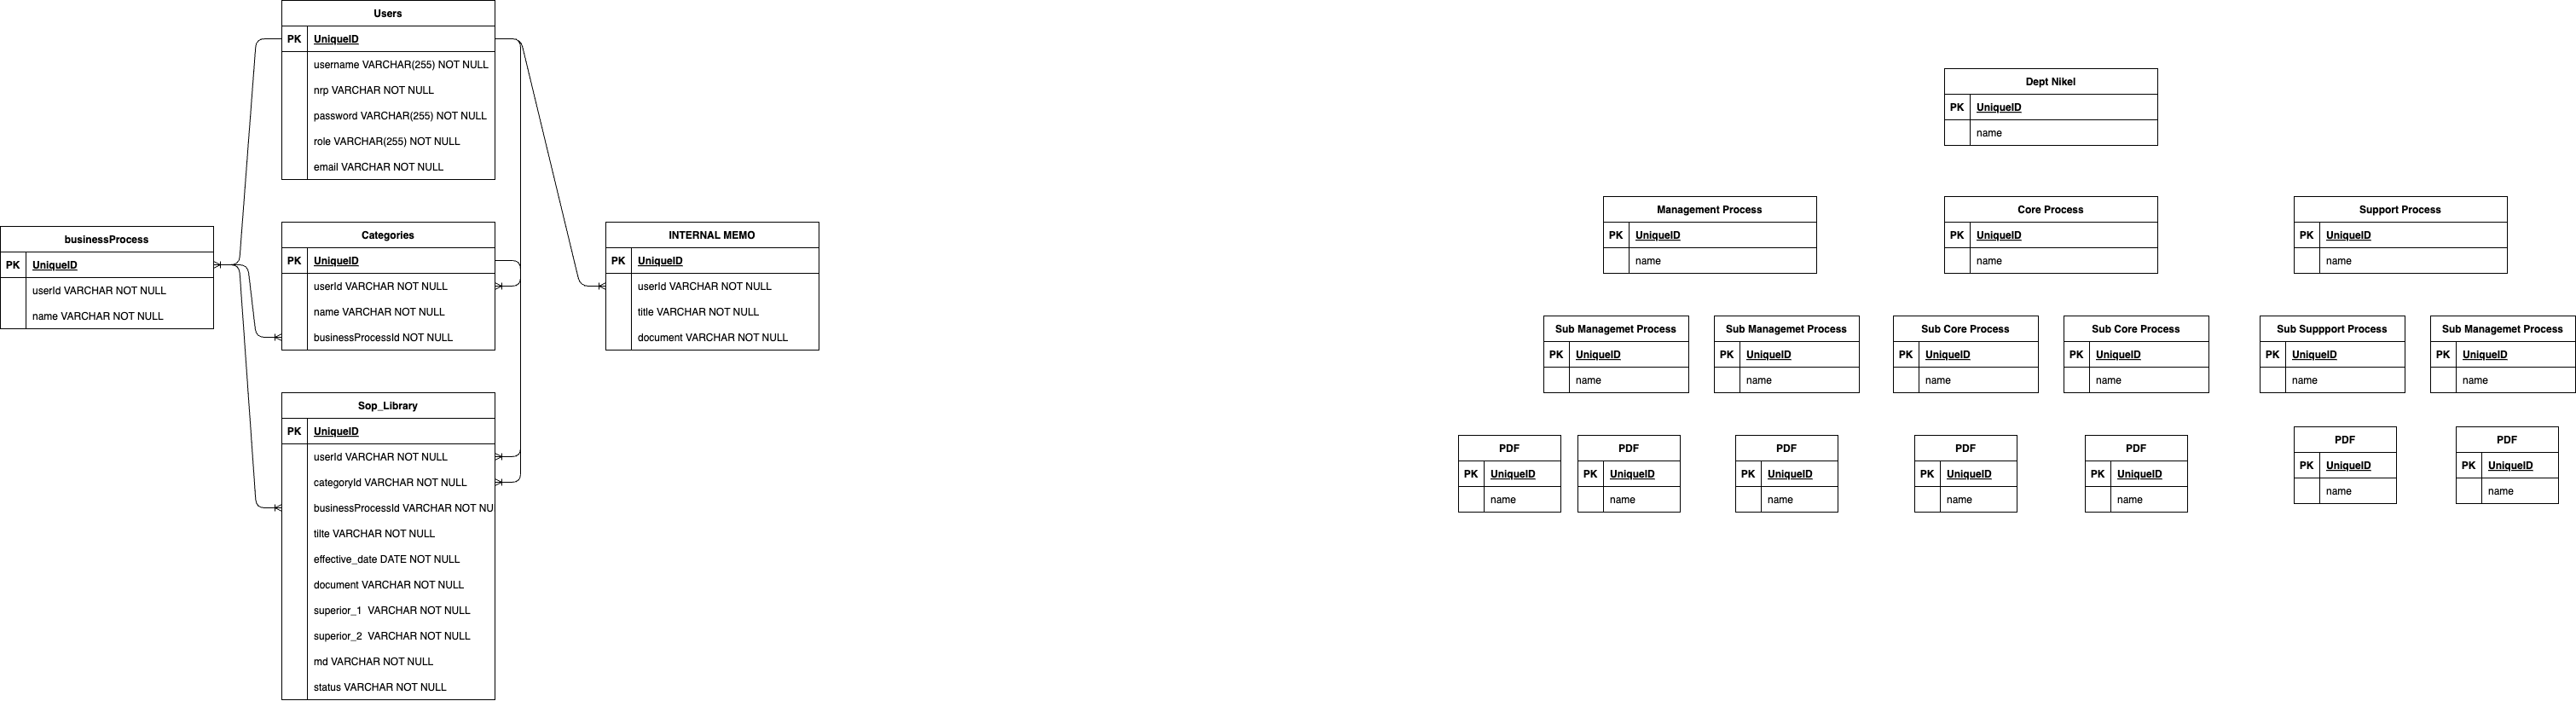 Users
PK UniqueID
username VARCHAR(255) NOT NULL
nrp VARCHAR NOT NULL
password VARCHAR(255) NOT NULL
role VARCHAR(255) NOT NULL
email VARCHAR NOT NULL
businessProcess
PK UniqueID
userId VARCHAR NOT NULL
name VARCHAR NOT NULL
Categories
PK UniqueID
userId VARCHAR NOT NULL
name VARCHAR NOT NULL
businessProcessId NOT NULL
INTERNAL MEMO
PK UniqueID
userId VARCHAR NOT NULL
title VARCHAR NOT NULL
document VARCHAR NOT NULL
Sop_Library
PK UniqueID
userId VARCHAR NOT NULL
categoryId VARCHAR NOT NULL
businessProcessId VARCHAR NOT NU
tilte VARCHAR NOT NULL
effective_date DATE NOT NULL
document VARCHAR NOT NULL
superior_1 VARCHAR NOT NULL
superior_2 VARCHAR NOT NULL
md VARCHAR NOT NULL
status VARCHAR NOT NULL
Dept Nikel
PK UniqueID
name
Management Process
PK UniqueID
name
Core Process
PK UniqueID
name
Support Process
PK UniqueID
name
Sub Managemet Process
PK UniqueID
name
Sub Managemet Process
PK UniqueID
name
Sub Core Process
PK UniqueID
name
Sub Core Process
PK UniqueID
name
Sub Suppport Process
PK UniqueID
name
Sub Managemet Process
PK UniqueID
name
PDF
PK UniqueID
name
PDF
PK UniqueID
name
PDF
PK UniqueID
name
PDF
PK UniqueID
name
PDF
PK UniqueID
name
PDF
PK UniqueID
name
PDF
PK UniqueID
name